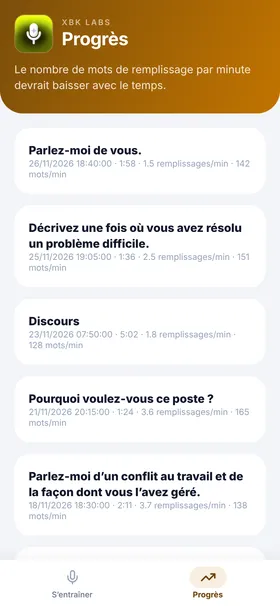 XBK LABS
Progrès
Le nombre de mots de remplissage par minute
devrait baisser avec le temps.
Parlez-moi de vous.
26/11/2026 18:40:00 · 1:58 · 1.5 remplissages/min · 142
mots/min
Décrivez une fois où vous avez résolu
un problème difficile.
25/11/2026 19:05:00 · 1:36 · 2.5 remplissages/min · 151
mots/min
Discours
23/11/2026 07:50:00 · 5:02 · 1.8 remplissages/min ·
128 mots/min
Pourquoi voulez-vous ce poste ?
21/11/2026 20:15:00 · 1:24 · 3.6 remplissages/min · 165
mots/min
Parlez-moi d’un conflit au travail et de
la façon dont vous l’avez géré.
18/11/2026 18:30:00 · 2:11 · 3.7 remplissages/min · 138
mots/min
S’entraîner
Progrès